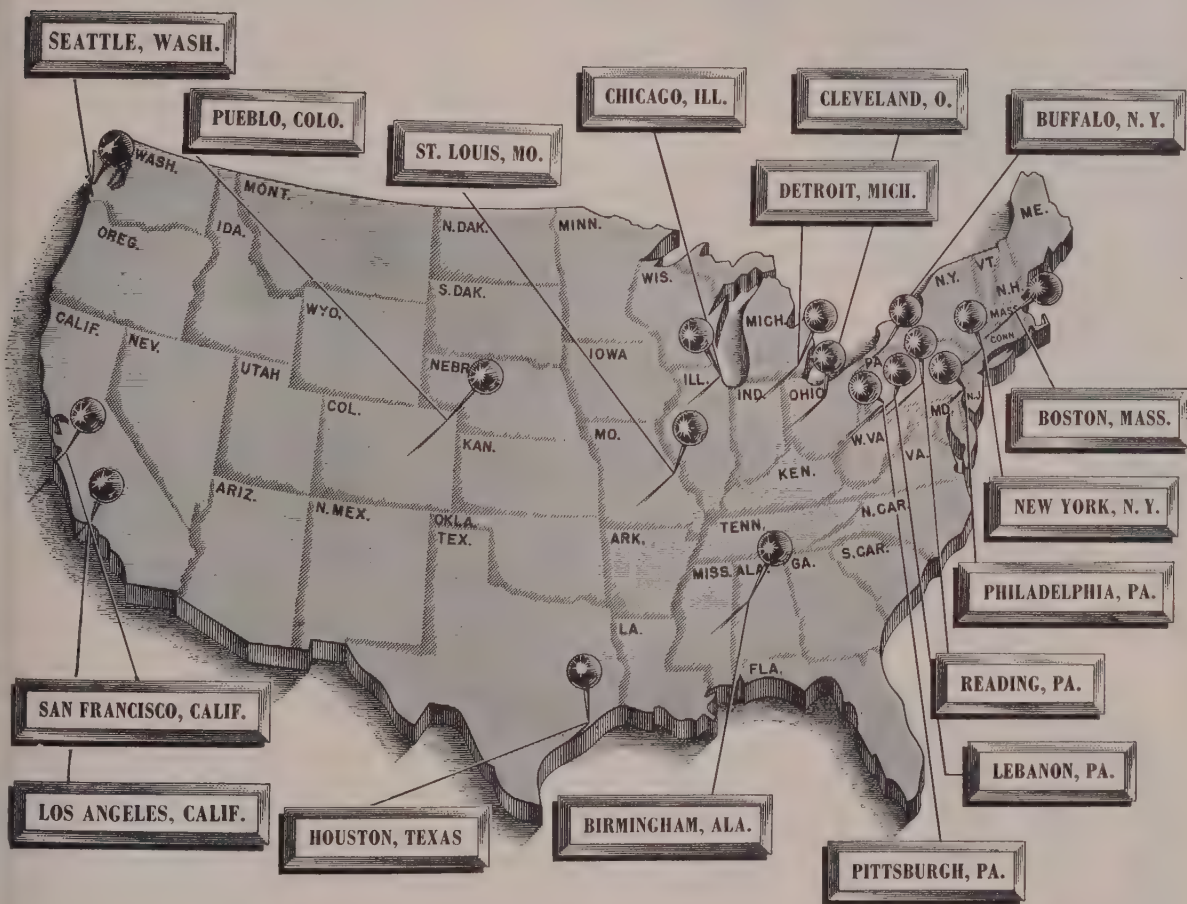 SEATTLE, WASH.
PUEBLO, COLO.
ST. LOUIS, MO.
CHICAGO, ILL.
CLEVELAND, O.
DETROIT, MICH.
BUFFALO, N. Y.
WASH.
MONT.
N.DAK.
MINN.
ME.
OREG.
IDA.
S.DAK.
WIS.
MICH.
N.Y.
VT.
N.H.
MASS.
CONN.
CALIF.
NEV.
WYO.
NEBR.
IOWA
UTAH
COL.
KAN.
MO.
ILL.
IND.
OHIO
PA.
N.J.
MD.
W.VA
VA.
KEN.
ARIZ.
N.MEX.
OKLA.
TEX.
ARK.
TENN.
N.CAR.
S.CAR.
MISS.
ALA.
GA.
LA.
FLA.
BOSTON, MASS.
NEW YORK, N. Y.
PHILADELPHIA, PA.
READING, PA.
LEBANON, PA.
PITTSBURGH, PA.
SAN FRANCISCO, CALIF.
LOS ANGELES, CALIF.
HOUSTON, TEXAS
BIRMINGHAM, ALA.